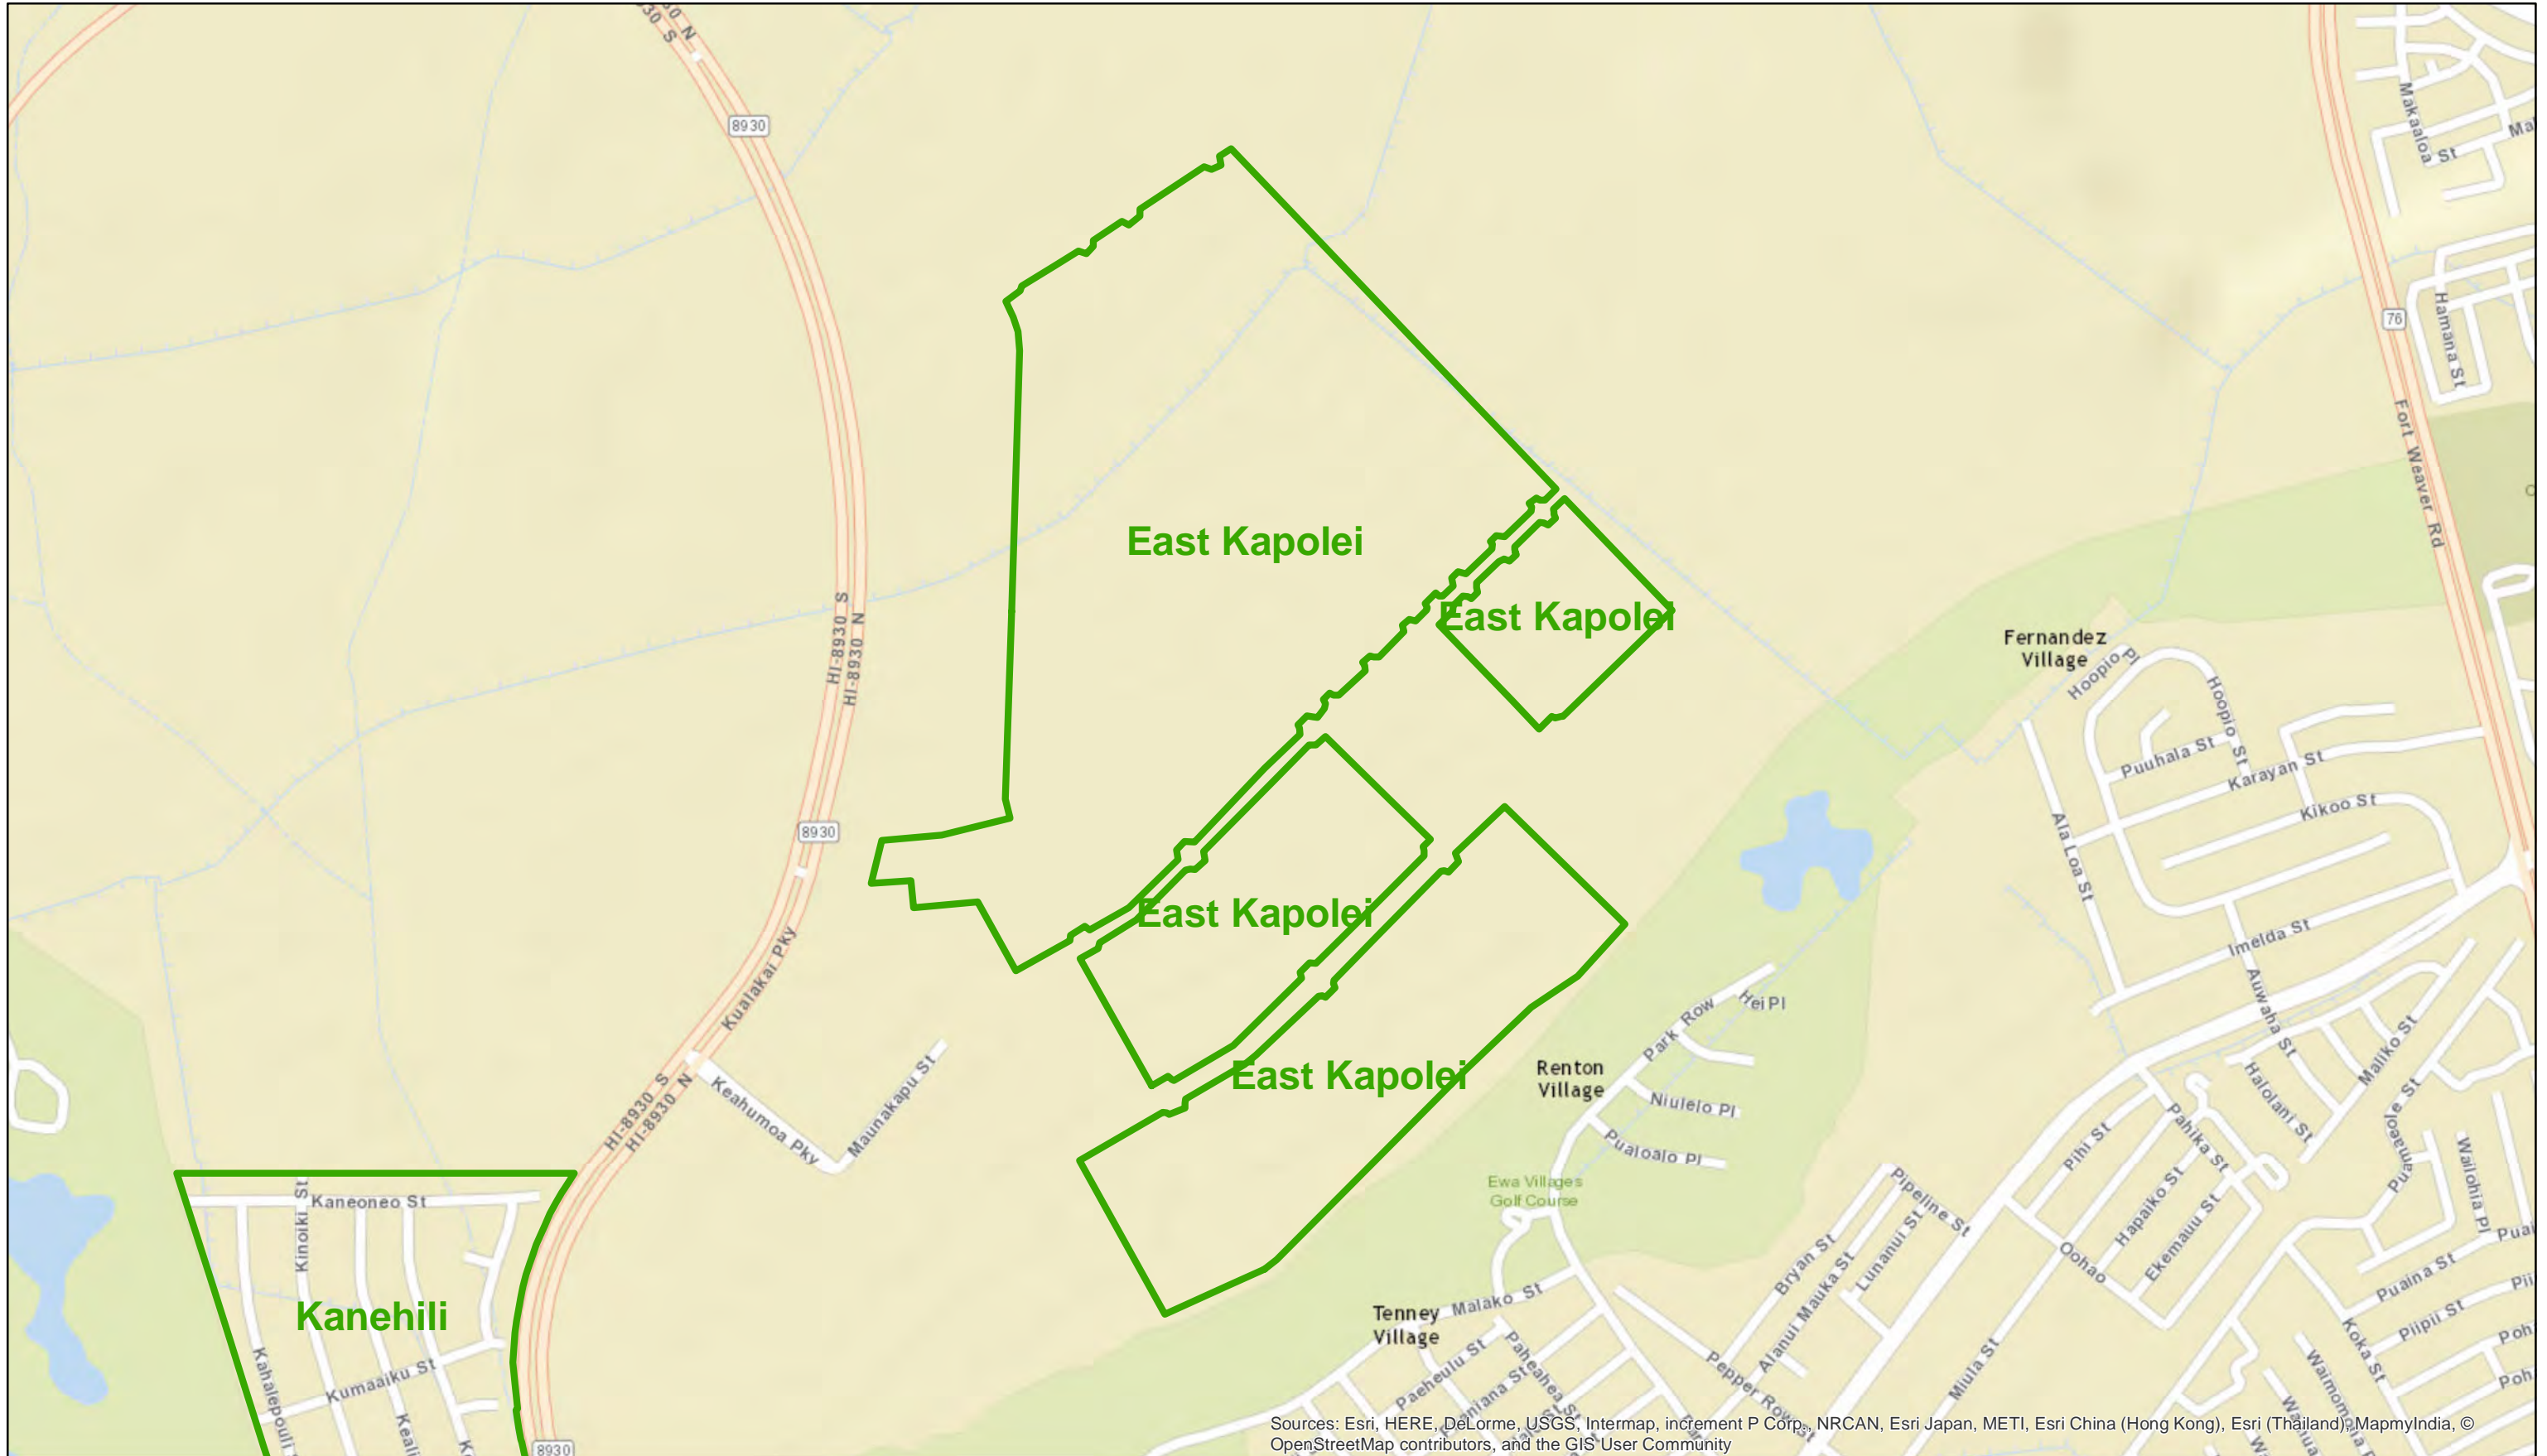 30 N
30 S
8930
Makaaloa St
Hamana St
76
Fort Weaver Rd
East Kapolei
East Kapolei
HI-8930 S
HI-8930 N
Fernandez
Village
Hoopio Pl
Hoopio St
Puuhala St
Karayan St
Kikoo St
Ala Loa St
8930
East Kapolei
Imelda St
Kualakai Pky
Auwaha St
Park Row
Hei Pl
Maliko St
Halolani St
East Kapolei
Renton
Village
Niulelo Pl
Pualoalo Pl
HI-8930 S
HI-8930 N
Keahumoa Pky
Maunakapu St
Pihi St
Pahika St
Hapaiko St
Ekemauu St
Oohao
Pamaeole St
Wailohia Pl
Ewa Villages
Golf Course
Pipeline St
Bryan St
Lunanui St
Alanui Mauka St
Kaneoneo St
Kinoiki St
Kanehili
Kumaaiku St
Kahalepouli
8930
Tenney
Village
Malako St
Paeheulu St
Pepper Row
Miula St
Puaina St
Piipii St
Koka St
Sources: Esri, HERE, DeLorme, USGS, Intermap, increment P Corp., NRCAN, Esri Japan, METI, Esri China (Hong Kong), Esri (Thailand), MapmyIndia, ©
OpenStreetMap contributors, and the GIS User Community